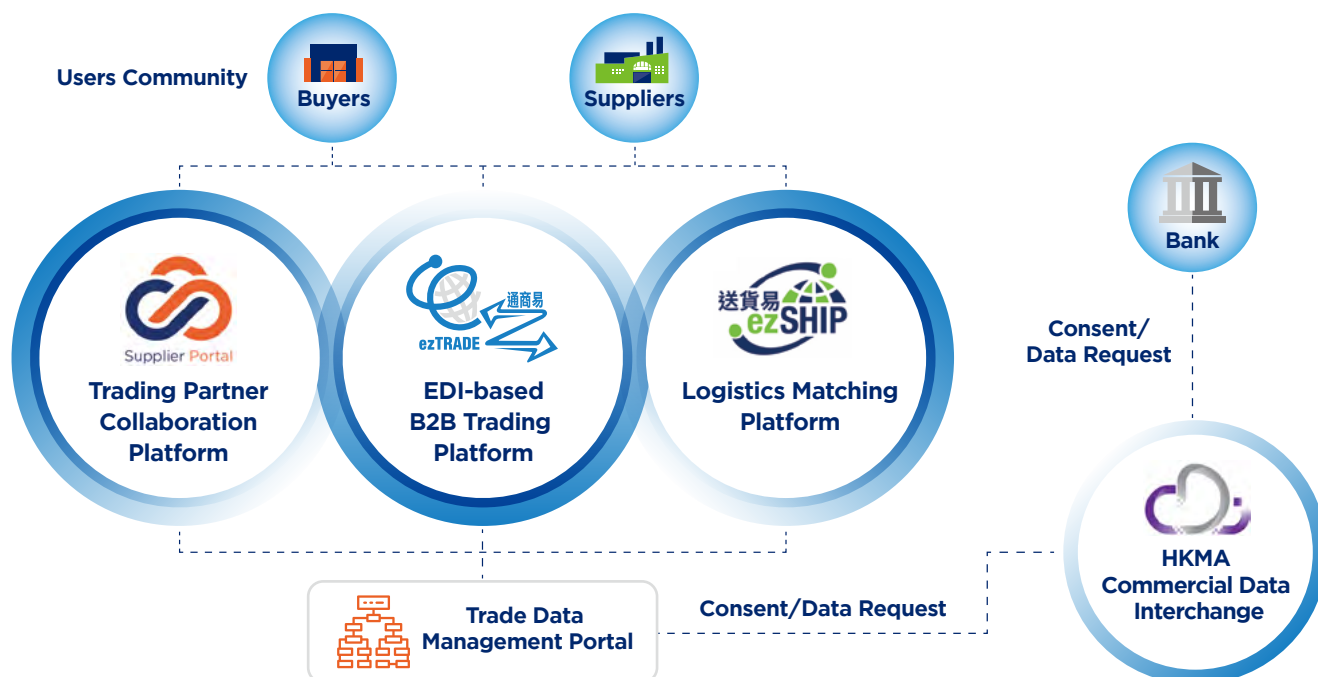 Users Community
Buyers
Suppliers
Supplier Portal
Trading Partner
Collaboration
Platform
通商易
ezTRADE
EDI-based
B2B Trading
Platform
送貨易
ezSHIP
Logistics Matching
Platform
Bank
Consent/
Data Request
HKMA
Commercial Data
Interchange
Trade Data
Management Portal
Consent/Data Request